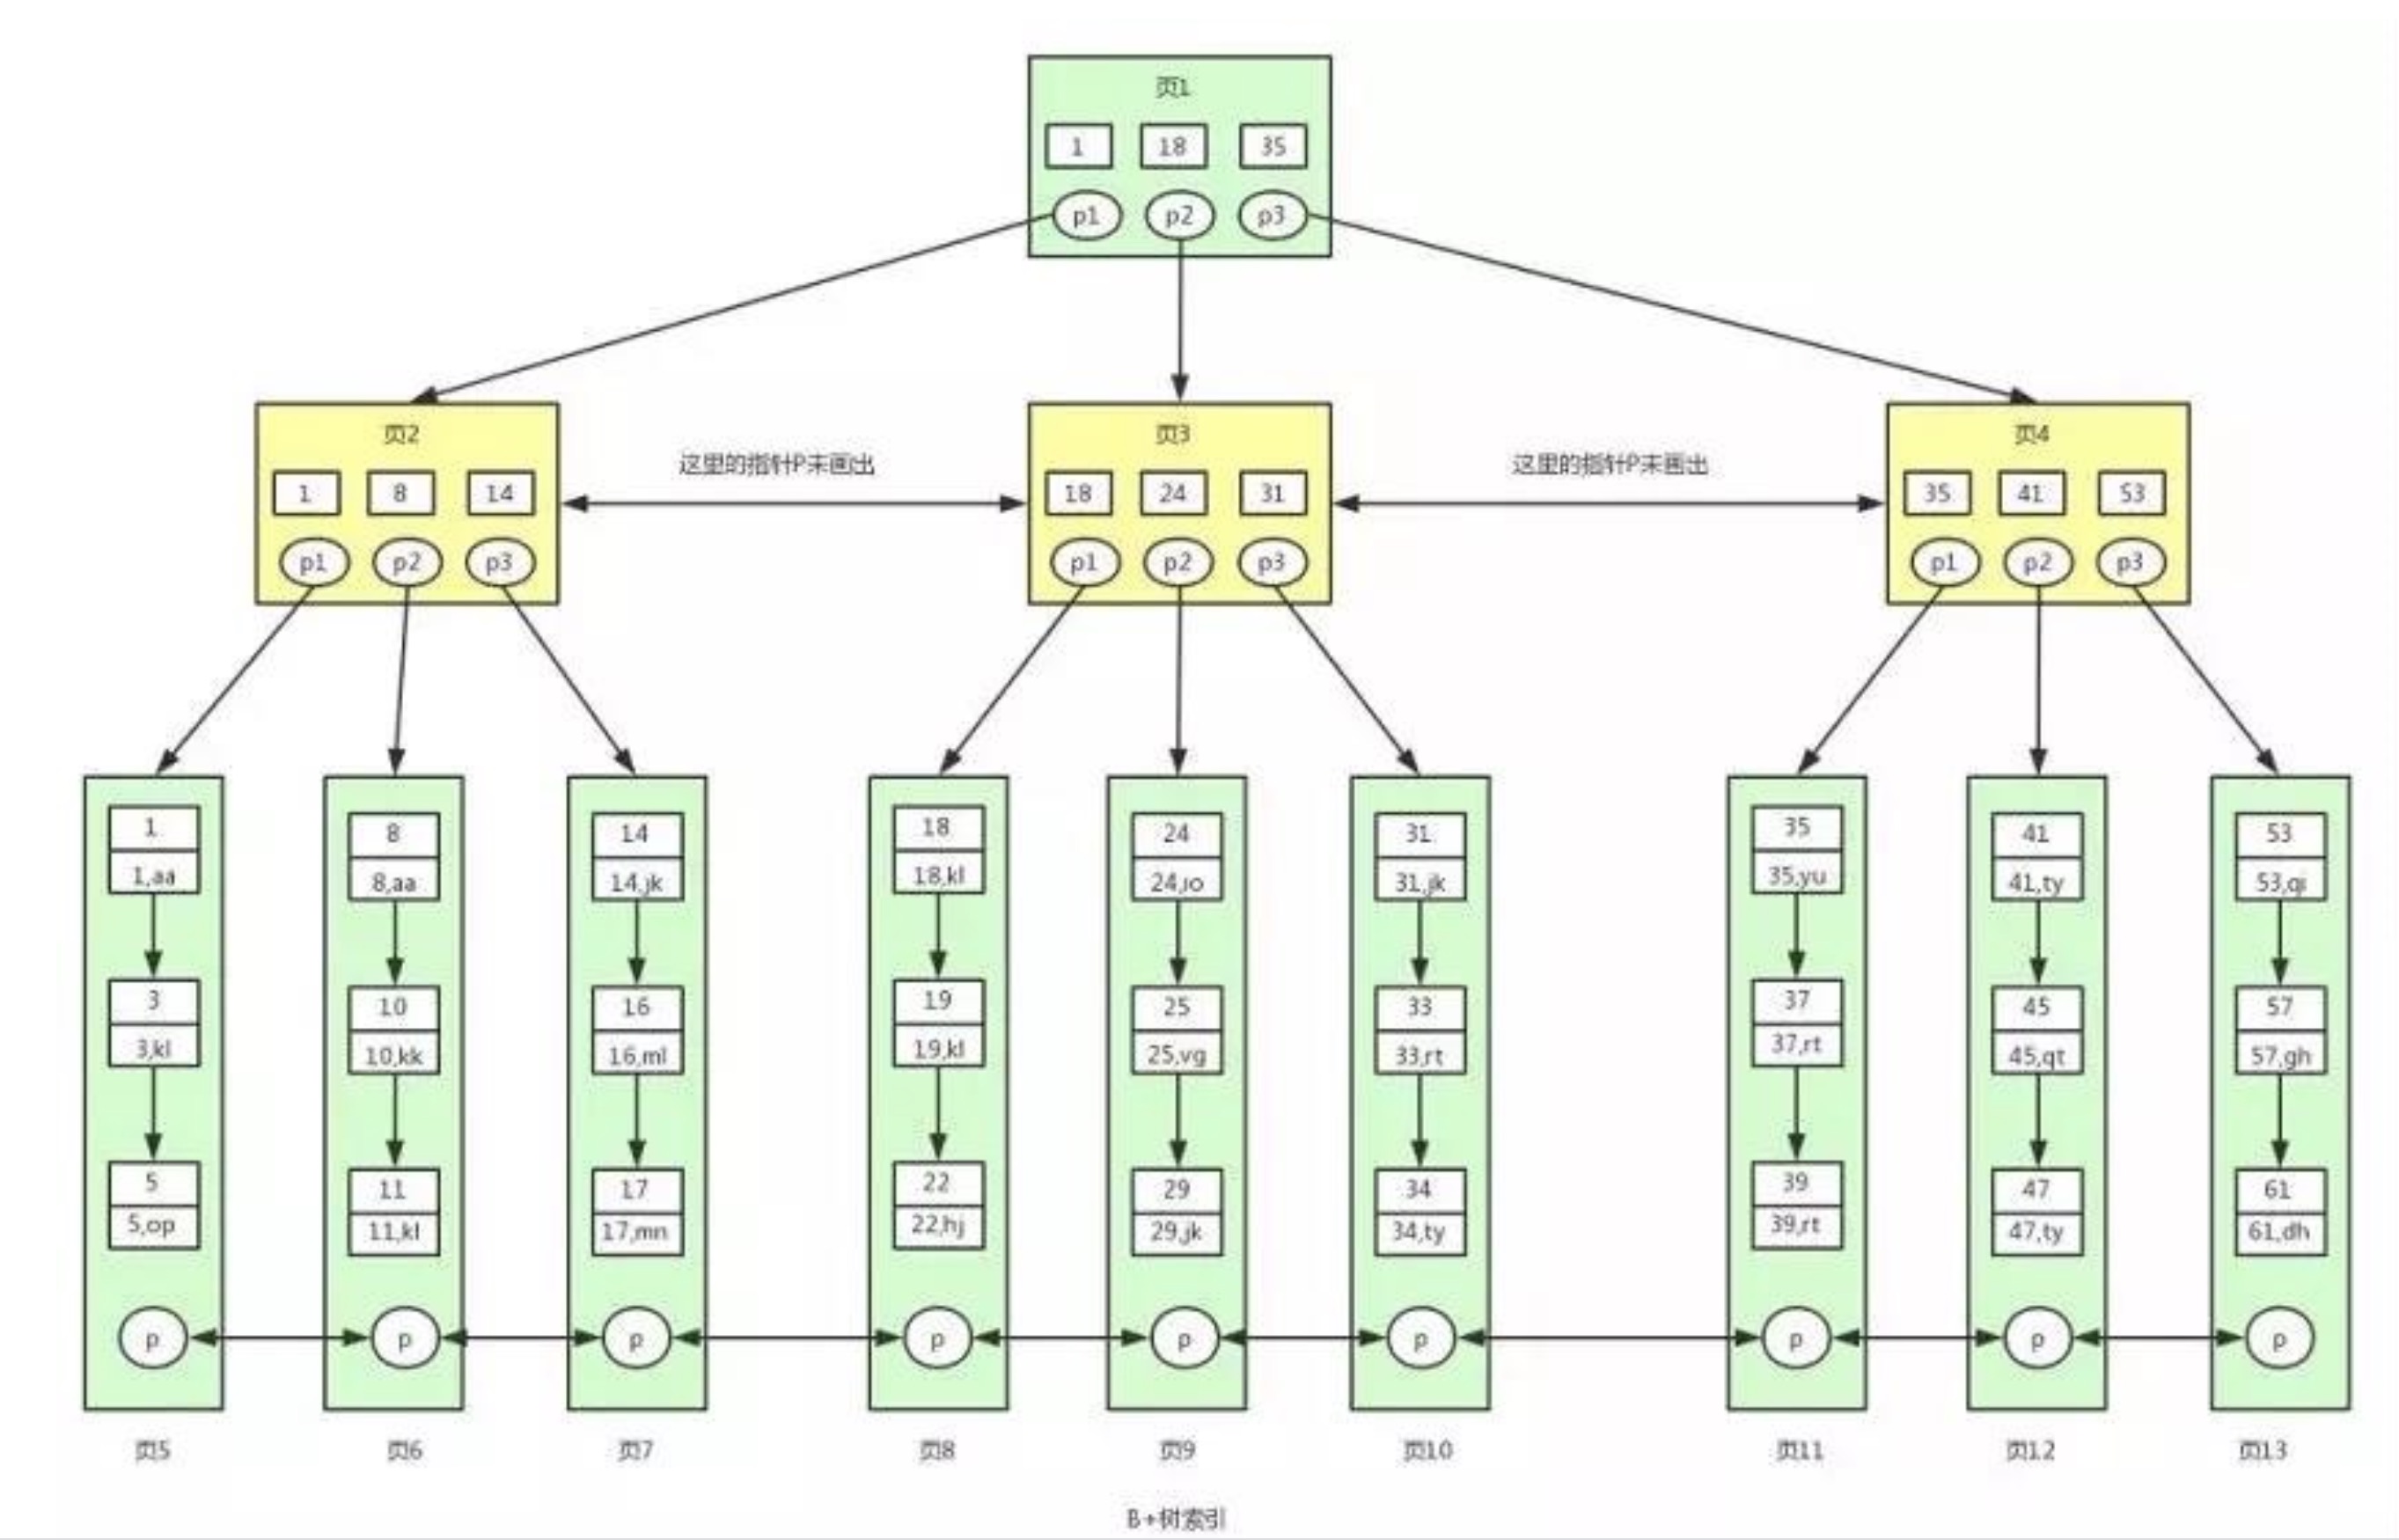 页1
1 18 35
p1 p2 p3
页2
1 8 14
p1 p2 p3
这里的指针P未画出
页3
18 24 31
p1 p2 p3
这里的指针P未画出
页4
35 41 53
p1 p2 p3
1
1,aa
3
3,kl
5
5,op
p
页5
8
8,aa
10
10,kk
11
11,kl
p
页6
14
14,jk
16
16,ml
17
17,mn
p
页7
18
18,kl
19
19,kl
22
22,hj
p
页8
24
24,io
25
25,vg
29
29,jk
p
页9
31
31,jk
33
33,rt
34
34,ty
p
页10
35
35,yu
37
37,rt
39
39,rt
p
页11
41
41,ty
45
45,qt
47
47,ty
p
页12
53
53,qi
57
57,gh
61
61,dh
p
页13
B+树索引